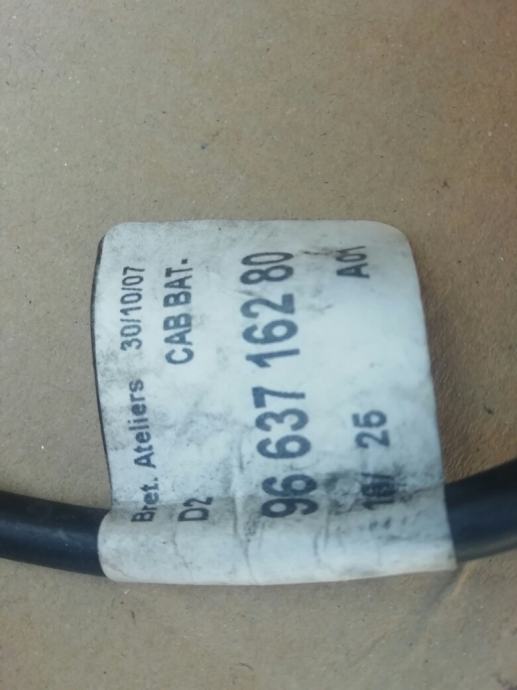 Bret. Ateliers 30/10/07
D2 CAB BAT-
96 637 162 80
25 A01